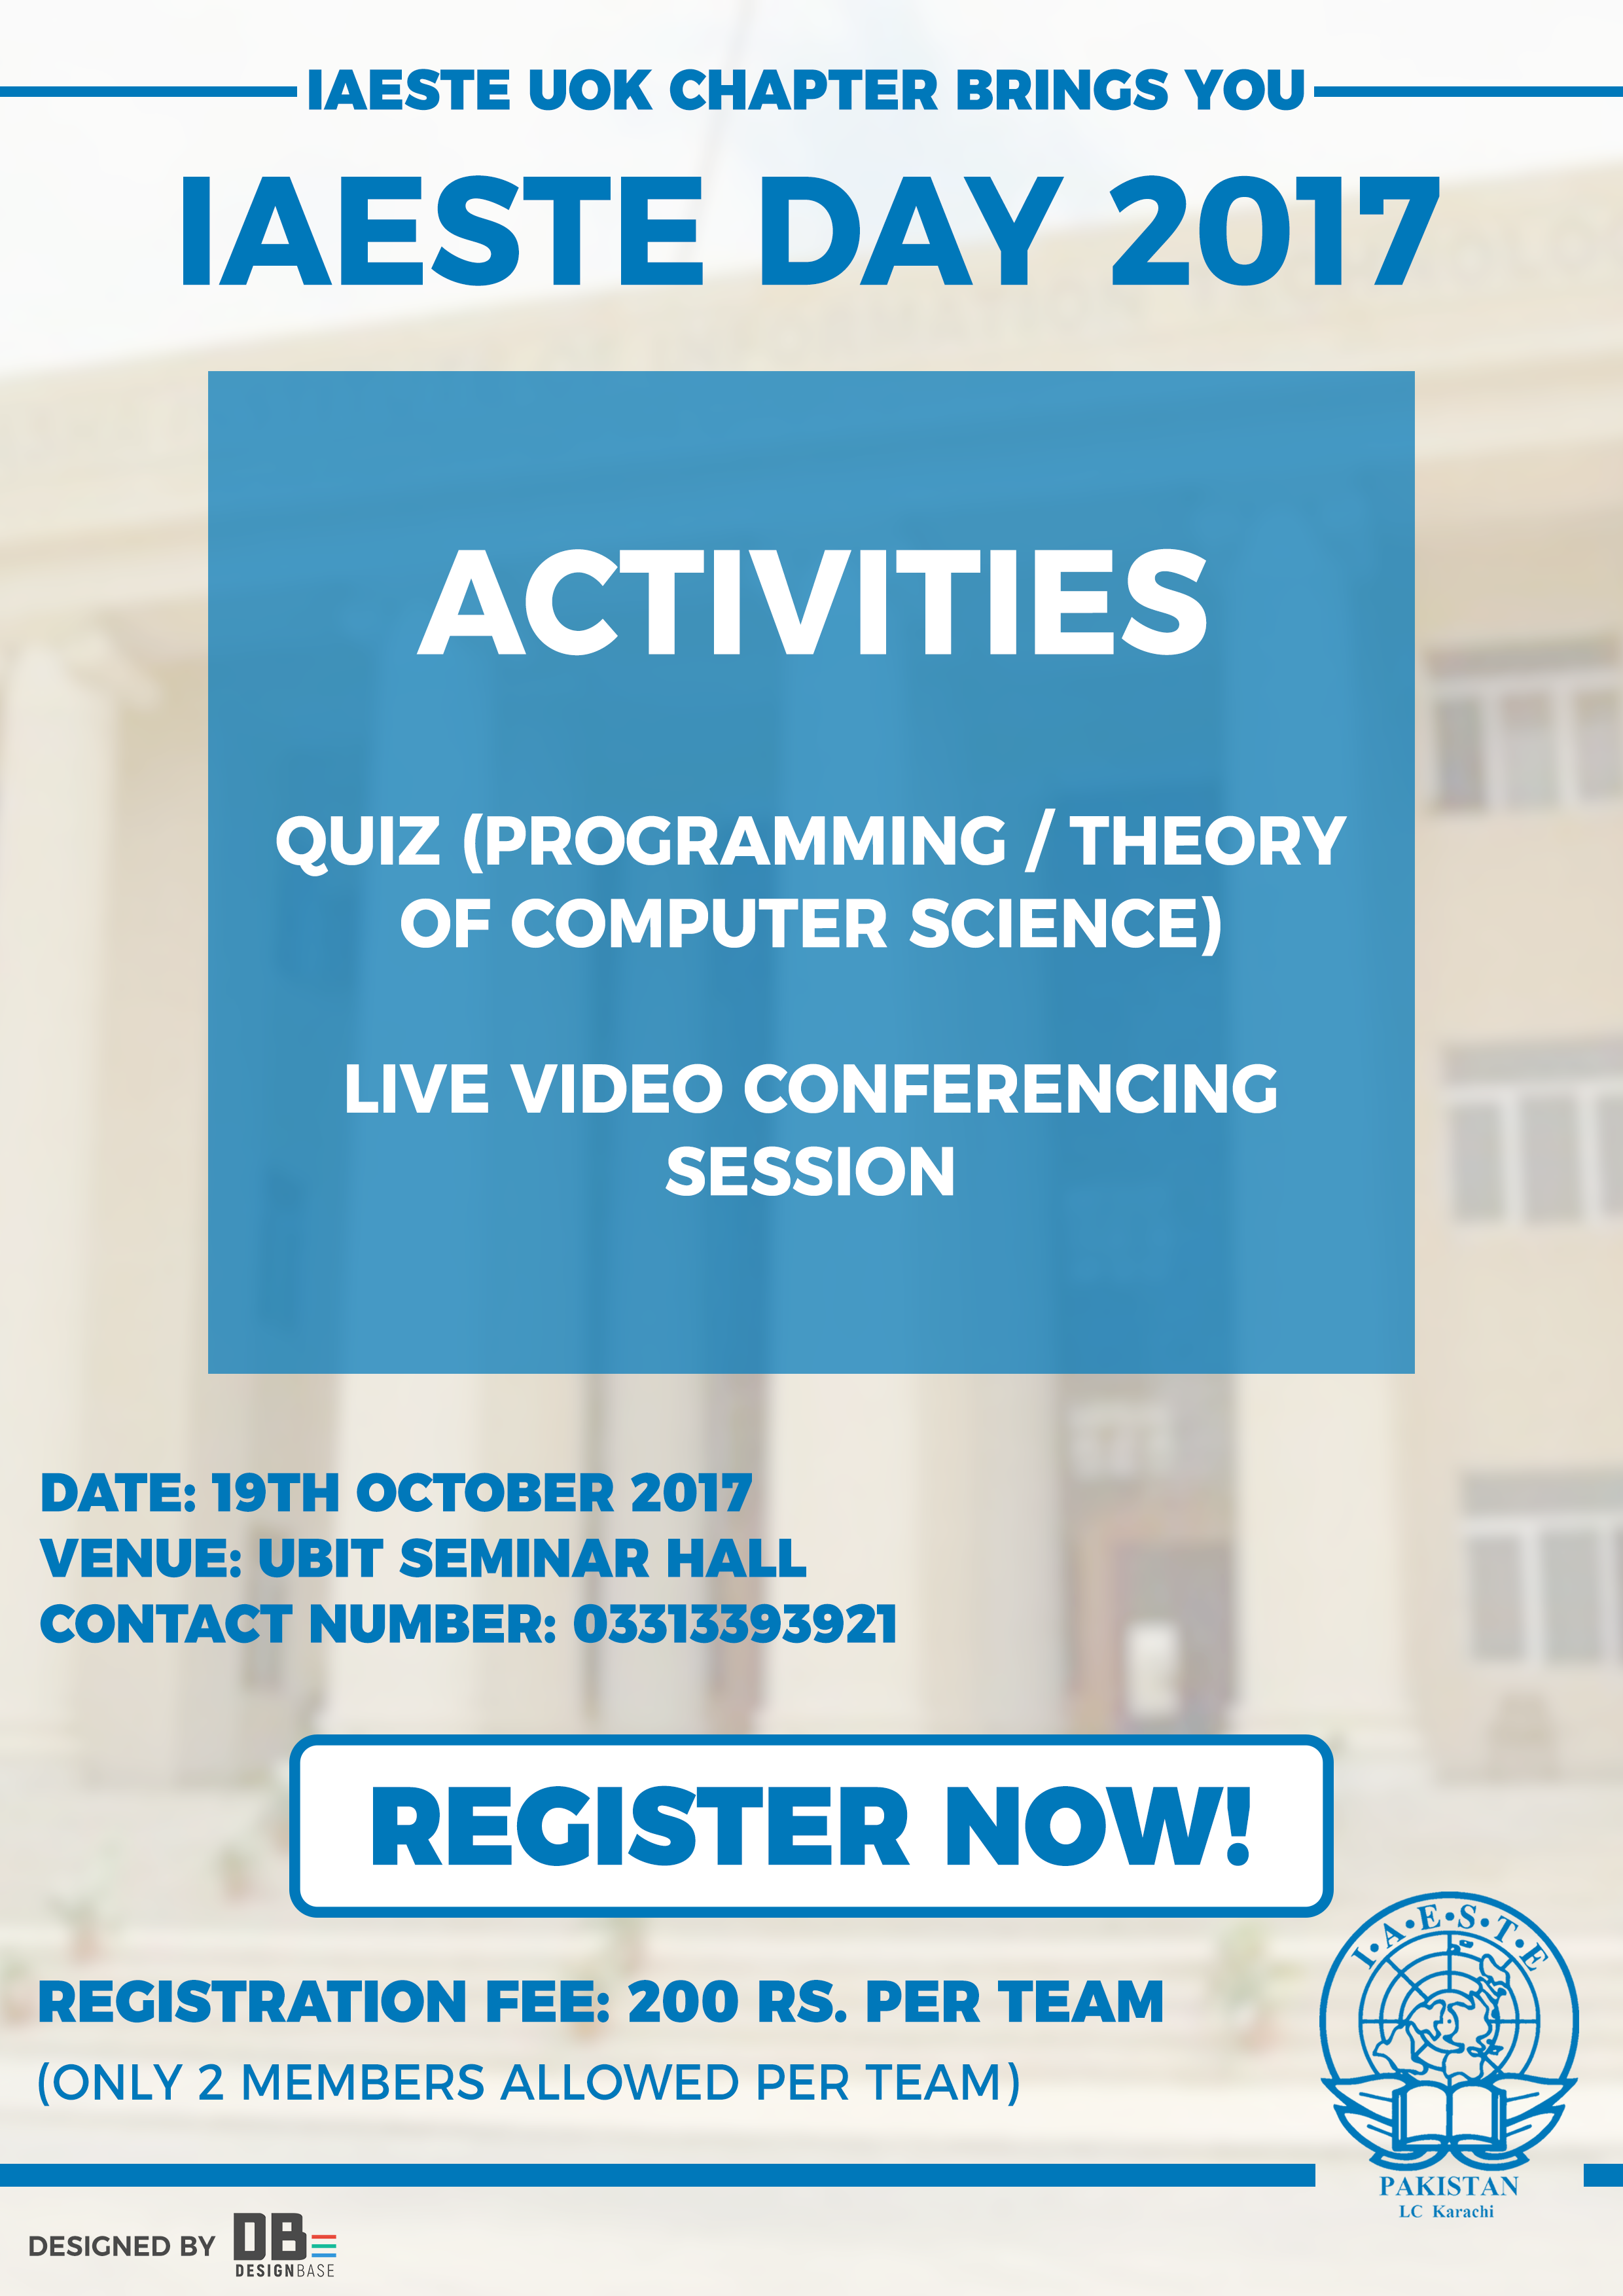 IAESTE UOK CHAPTER BRINGS YOU
IAESTE DAY 2017
ACTIVITIES
QUIZ (PROGRAMMING / THEORY
OF COMPUTER SCIENCE)
LIVE VIDEO CONFERENCING
SESSION
DATE: 19TH OCTOBER 2017
VENUE: UBIT SEMINAR HALL
CONTACT NUMBER: 03313393921
REGISTER NOW!
REGISTRATION FEE: 200 RS. PER TEAM
(ONLY 2 MEMBERS ALLOWED PER TEAM)
I•A•E•S•T•E
PAKISTAN
LC Karachi
DESIGNED BY
DB
DESIGNBASE